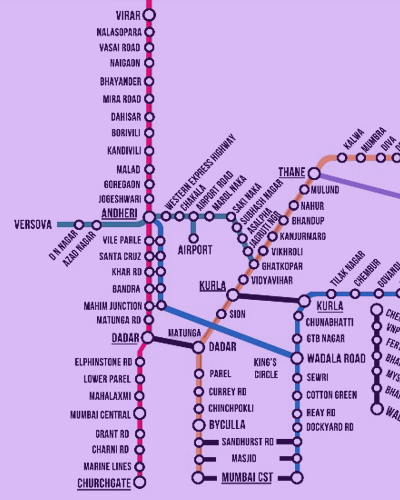 VIRAR
NALASOPARA
VASAI ROAD
NAIGAON
BHAYANDER
MIRA ROAD
DAHISAR
BORIVILI
KANDIVILI
MALAD
GOREGAON
JOGESHWARI
ANDHERI
VERSOVA
D N NAGAR
AZAD NAGAR
WESTERN EXPRESS HIGHWAY
CHAKALA
AIRPORT ROAD
MAROL NAKA
SAKI NAKA
SUBHASH NAGAR
ASALPHA
JAGRUTI NGR
AIRPORT
VILE PARLE
SANTA CRUZ
KHAR RD
BANDRA
MAHIM JUNCTION
MATUNGA RD
DADAR
ELPHINSTONE RD
LOWER PAREL
MAHALAXMI
MUMBAI CENTRAL
GRANT RD
CHARNI RD
MARINE LINES
CHURCHGATE
KALWA
MUMBRA
DIVA
THANE
MULUND
NAHUR
BHANDUP
KANJURMARG
VIKHROLI
GHATKOPAR
VIDYAVIHAR
KURLA
SION
MATUNGA
DADAR
PAREL
CURREY RD
CHINCHPOKLI
BYCULLA
SANDHURST RD
MASJID
MUMBAI CST
TILAK NAGAR
CHEMBUR
GOVANDI
KURLA
CHUNABHATTI
GTB NAGAR
WADALA ROAD
KING'S
CIRCLE
SEWRI
COTTON GREEN
REAY RD
DOCKYARD RD
CHE
VNP
FER
BHA
MYS
BHA
WAD